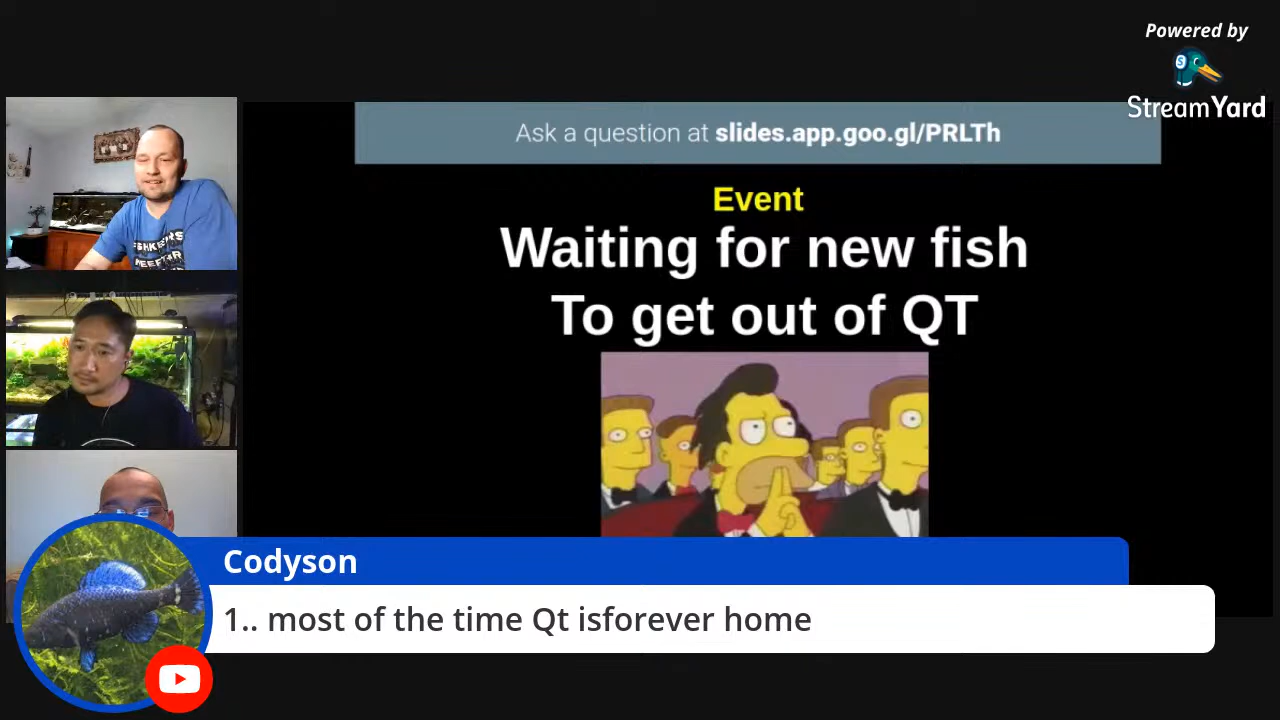 Powered by
StreamYard
Ask a question at slides.app.goo.gl/PRLTh
Event
Waiting for new fish
To get out of QT
Codyson
1.. most of the time Qt isforever home